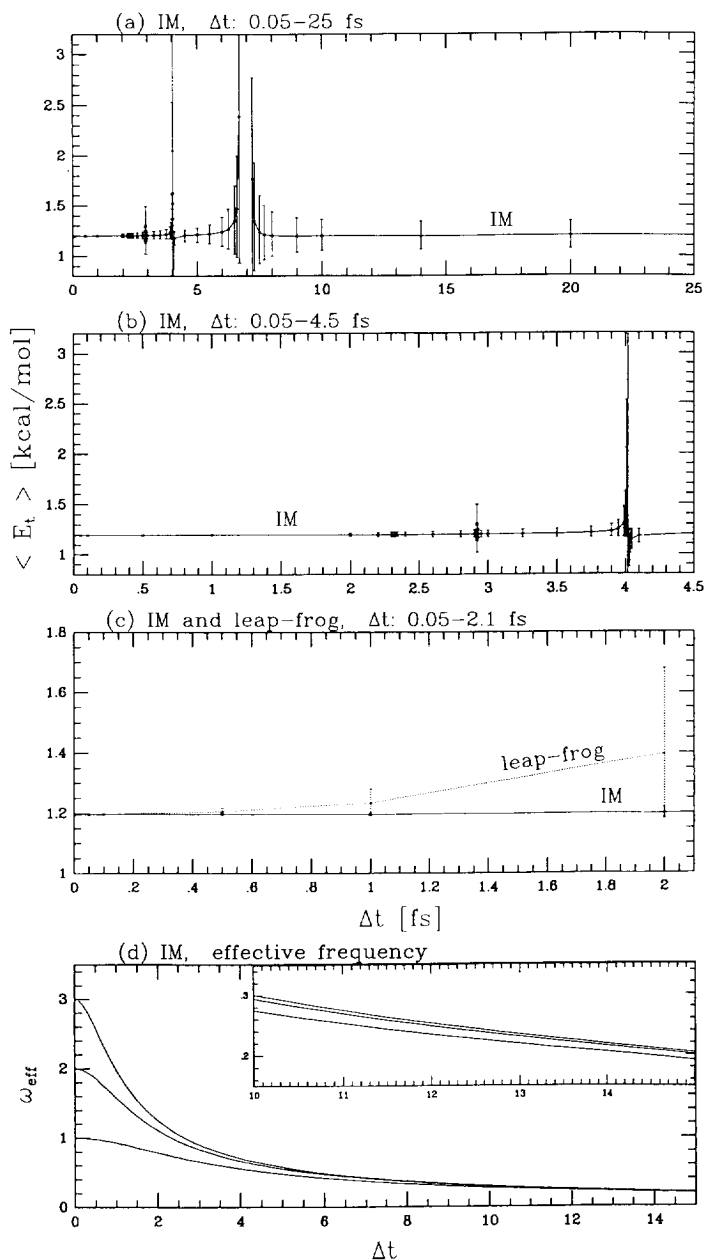 (a) IM, Δt: 0.05−25 fs
3
2.5
2
1.5
1
IM
0 5 10 15 20 25
(b) IM, Δt: 0.05−4.5 fs
3
2.5
2
1.5
1
IM
0 .5 1 1.5 2 2.5 3 3.5 4 4.5
< Eₜ > [kcal/mol]
(c) IM and leap−frog, Δt: 0.05−2.1 fs
1.8
1.6
1.4
1.2
1
leap−frog
IM
0 .2 .4 .6 .8 1 1.2 1.4 1.6 1.8 2
Δt [fs]
(d) IM, effective frequency
3
2
1
0
ωeff
.3
.2
10 11 12 13 14
0 2 4 6 8 10 12 14
Δt